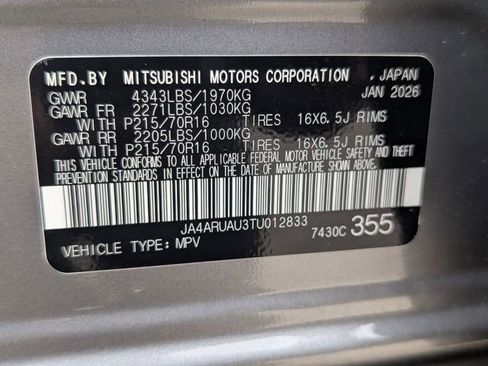 MFD.BY MITSUBISHI MOTORS CORPORATION , JAPAN
GVWR 4343LBS/1970KG JAN 2026
GAWR FR 2271LBS/1030KG
WITH P215/70R16 TIRES 16X6.5J RIMS
GAWR RR 2205LBS/1000KG
WITH P215/70R16 TIRES 16X6.5J RIMS
THIS VEHICLE CONFORMS TO ALL APPLICABLE FEDERAL MOTOR VEHICLE SAFETY AND
THEFT PREVENTION STANDARDS IN EFFECT ON THE DATE OF MANUFACTURE SHOWN ABOVE.
JA4ARUAU3TU012833
VEHICLE TYPE: MPV 7430C 355